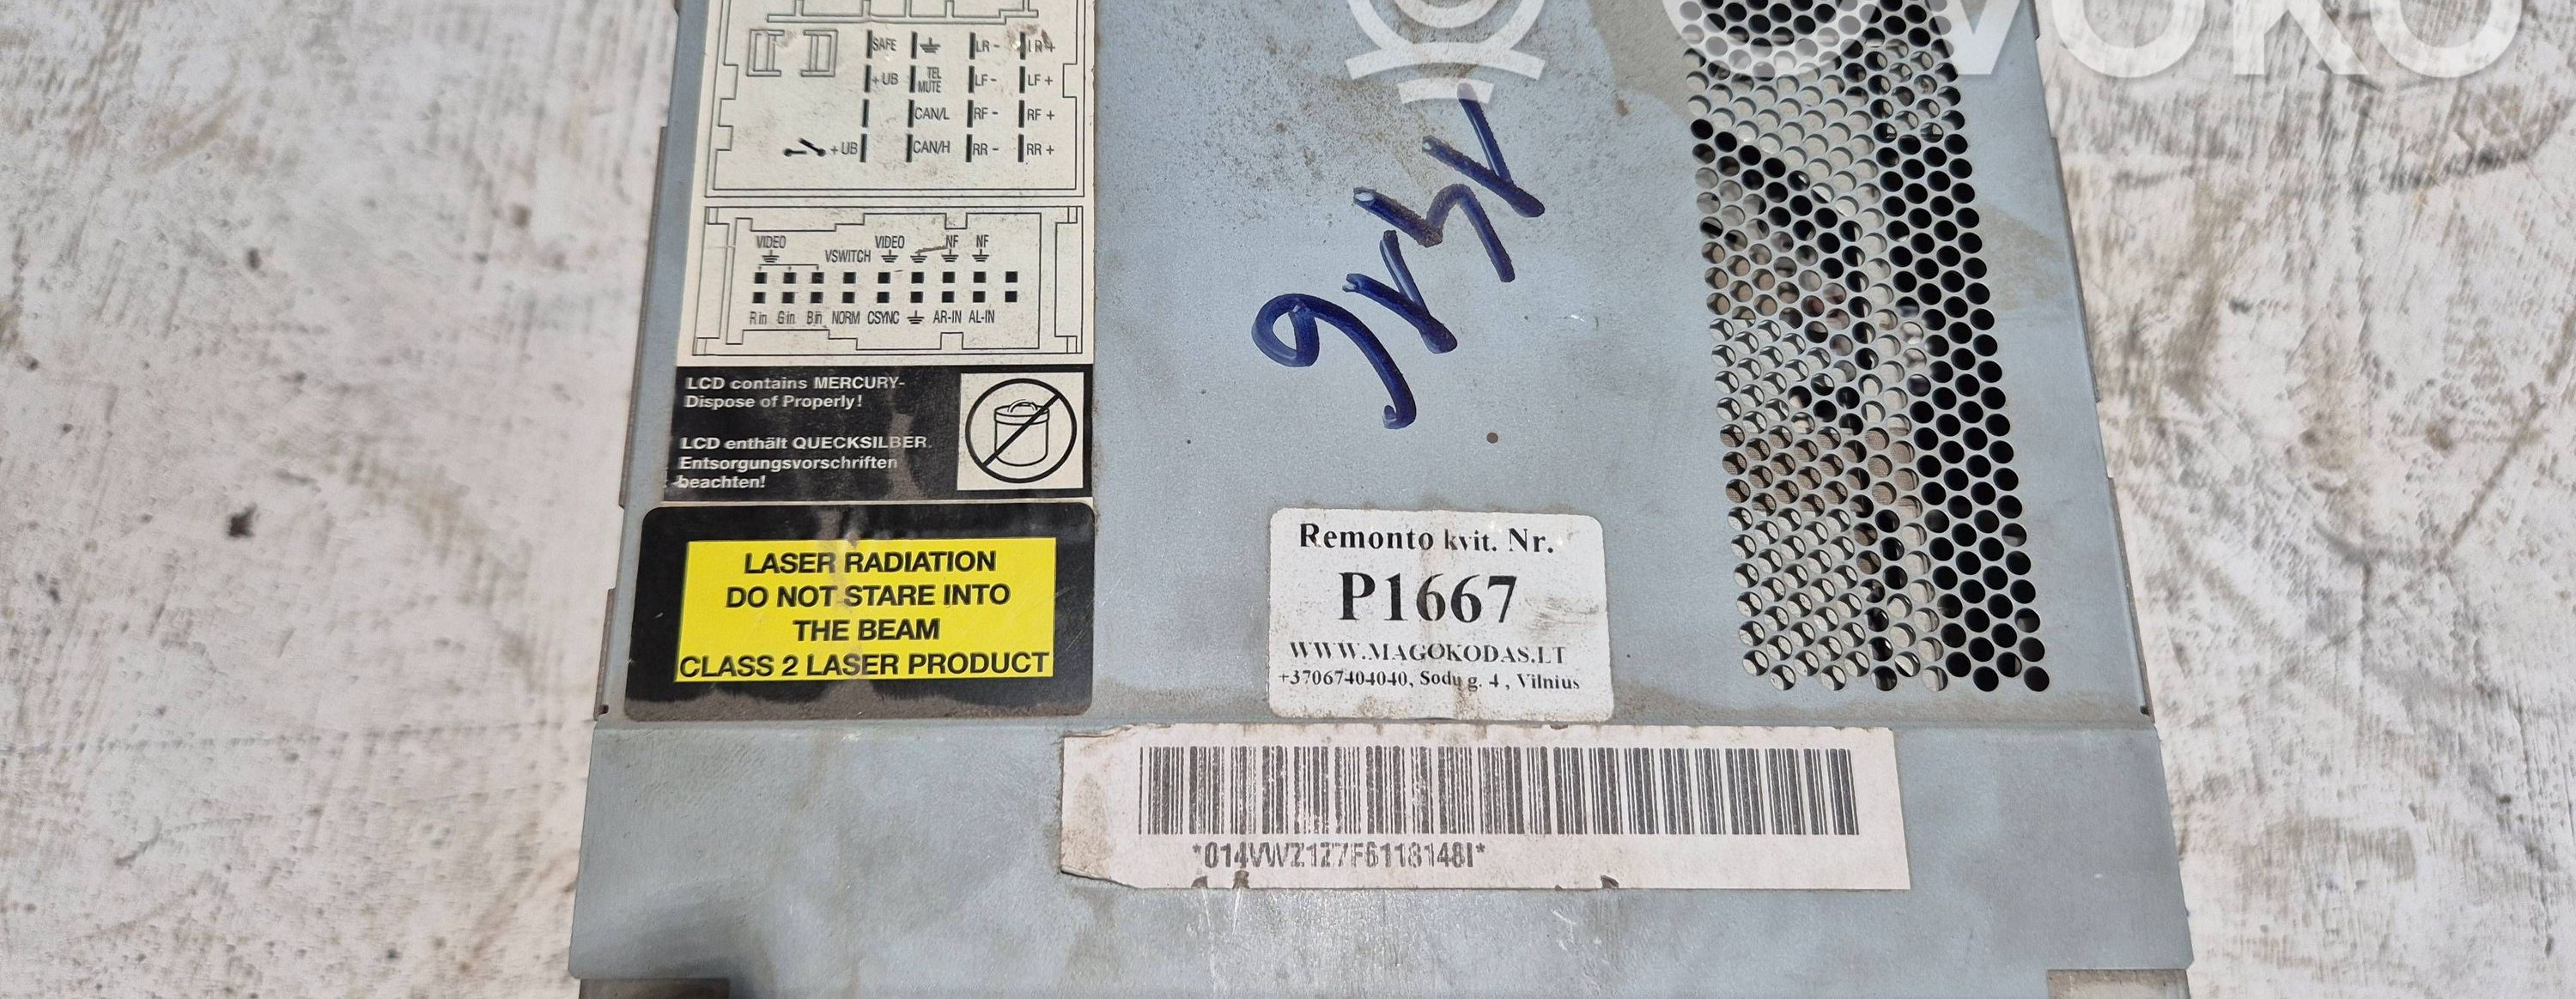 SAFE LR - LR +
+ UB TEL MUTE LF - LF +
CAN/L RF - RF +
+ UB CAN/H RR - RR +
VIDEO VIDEO NF NF
VSWITCH
R in G in B in NORM CSYNC AR-IN AL-IN
LCD contains MERCURY-
Dispose of Properly!
LCD enthält QUECKSILBER.
Entsorgungsvorschriften
beachten!
LASER RADIATION
DO NOT STARE INTO
THE BEAM
CLASS 2 LASER PRODUCT
Remonto kvit. Nr.
P1667
WWW.MAGOKODAS.LT
+37067404040, Sodų g. 4 , Vilnius
*014VWZ1Z7F6118148I*
OVOKO